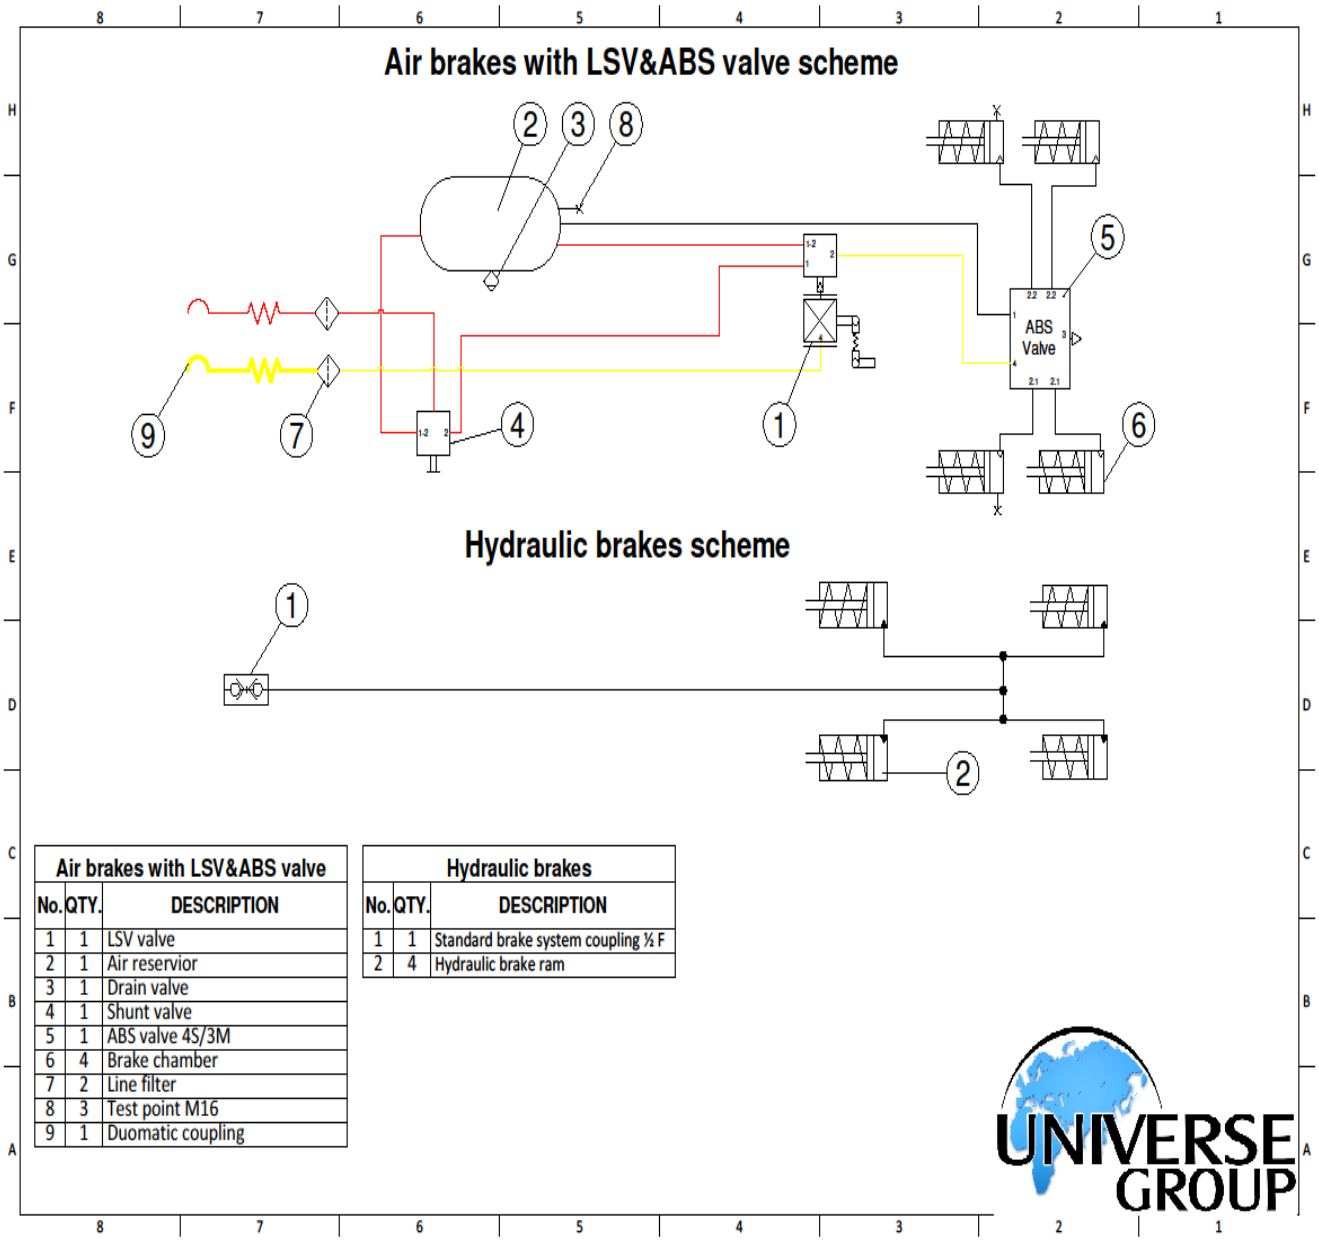 8 7 6 5 4 3 2 1
Air brakes with LSV&ABS valve scheme
H H
2 3 8
5
G G
1-2
2
1
2.2 2.2
1
ABS
3
Valve
4
4
2.1 2.1
F F
9 7 1-2 2 4 1 6
Hydraulic brakes scheme
E E
1
D D
2
C C
Air brakes with LSV&ABS valve
No. QTY. DESCRIPTION
1 1 LSV valve
2 1 Air reservior
3 1 Drain valve
4 1 Shunt valve
5 1 ABS valve 4S/3M
6 4 Brake chamber
7 2 Line filter
8 3 Test point M16
9 1 Duomatic coupling
Hydraulic brakes
No. QTY. DESCRIPTION
1 1 Standard brake system coupling ½ F
2 4 Hydraulic brake ram
B B
UNIVERSE
GROUP
A A
8 7 6 5 4 3 2 1